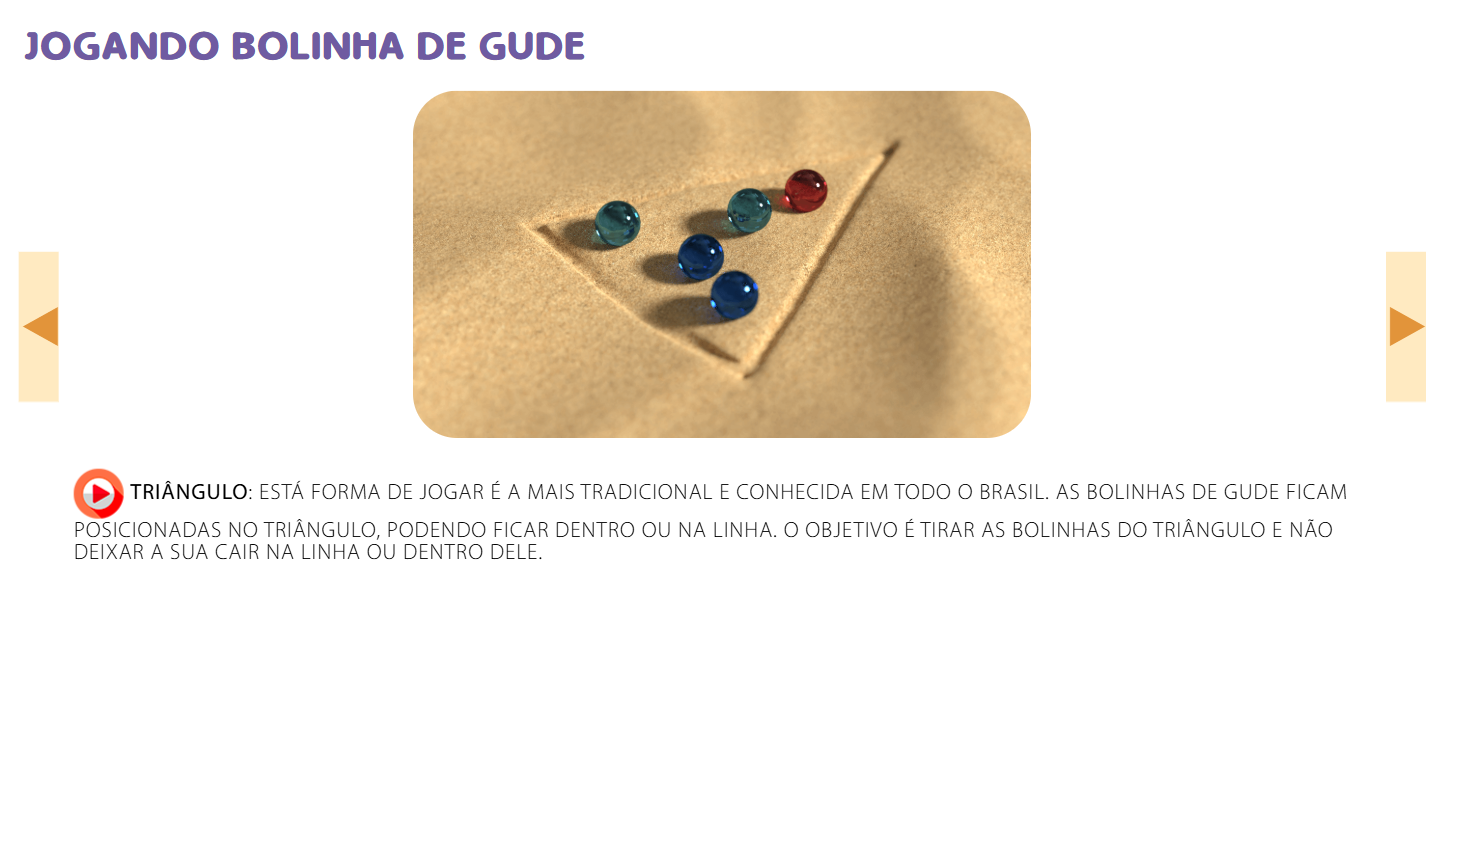 JOGANDO BOLINHA DE GUDE
TRIÂNGULO: ESTÁ FORMA DE JOGAR É A MAIS TRADICIONAL E CONHECIDA EM TODO O BRASIL. AS BOLINHAS DE GUDE FICAM
POSICIONADAS NO TRIÂNGULO, PODENDO FICAR DENTRO OU NA LINHA. O OBJETIVO É TIRAR AS BOLINHAS DO TRIÂNGULO E NÃO
DEIXAR A SUA CAIR NA LINHA OU DENTRO DELE.